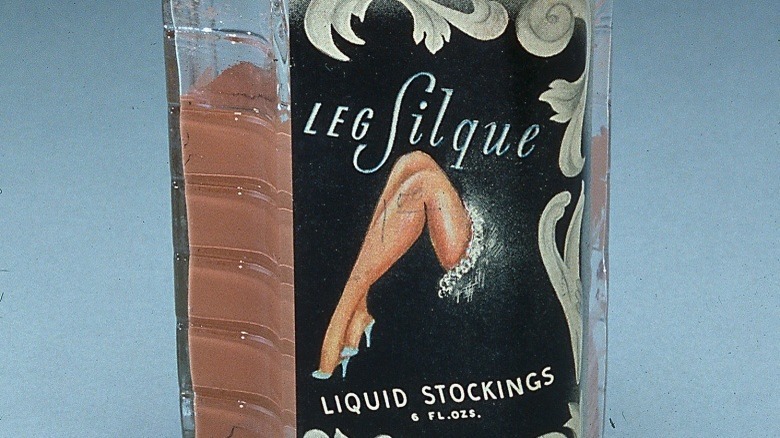 LEG Silque
LIQUID STOCKINGS
6 FL.OZS.